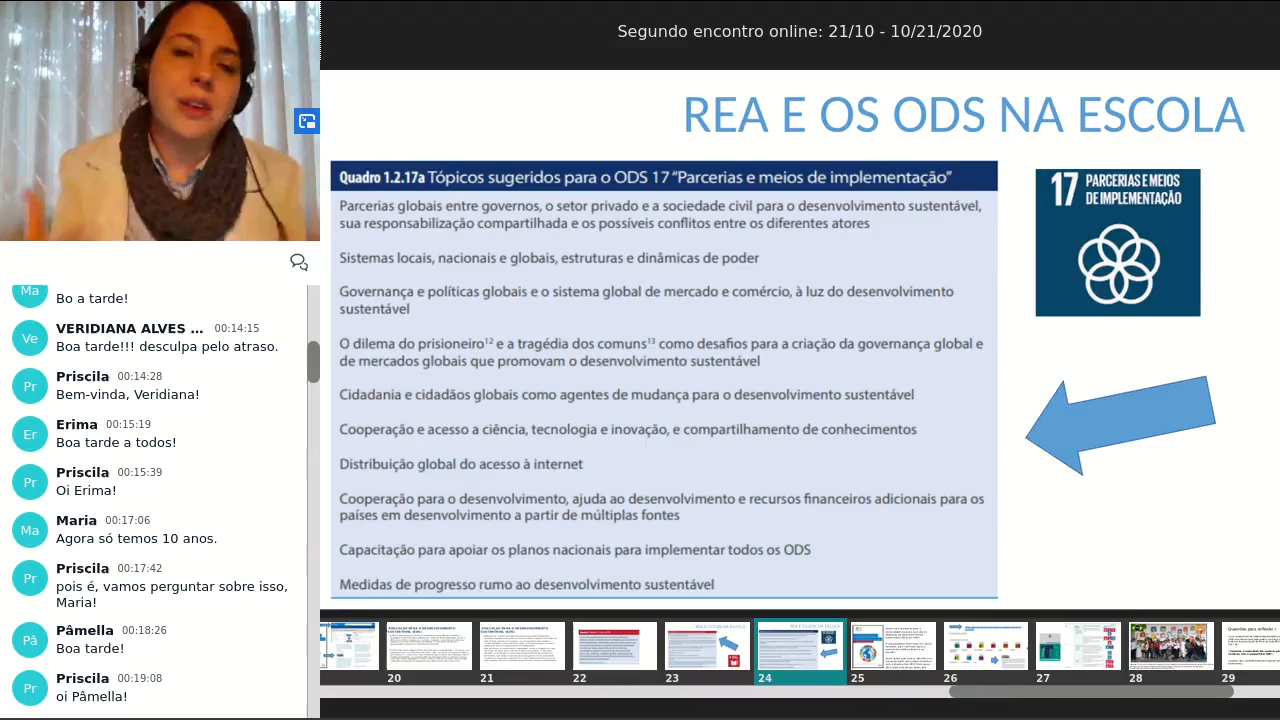 Segundo encontro online: 21/10 - 10/21/2020
REA E OS ODS NA ESCOLA
Quadro 1.2.17a Tópicos sugeridos para o ODS 17 “Parcerias e meios de implementação”
Parcerias globais entre governos, o setor privado e a sociedade civil para o desenvolvimento sustentável,
sua responsabilização compartilhada e os possíveis conflitos entre os diferentes atores
Sistemas locais, nacionais e globais, estruturas e dinâmicas de poder
Governança e políticas globais e o sistema global de mercado e comércio, à luz do desenvolvimento
sustentável
O dilema do prisioneiro¹² e a tragédia dos comuns¹³ como desafios para a criação da governança global e
de mercados globais que promovam o desenvolvimento sustentável
Cidadania e cidadãos globais como agentes de mudança para o desenvolvimento sustentável
Cooperação e acesso a ciência, tecnologia e inovação, e compartilhamento de conhecimentos
Distribuição global do acesso à internet
Cooperação para o desenvolvimento, ajuda ao desenvolvimento e recursos financeiros adicionais para os
países em desenvolvimento a partir de múltiplas fontes
Capacitação para apoiar os planos nacionais para implementar todos os ODS
Medidas de progresso rumo ao desenvolvimento sustentável
17 PARCERIAS E MEIOS
DE IMPLEMENTAÇÃO
Ma
Bo a tarde!
Ve VERIDIANA ALVES ... 00:14:15
Boa tarde!!! desculpa pelo atraso.
Pr Priscila 00:14:28
Bem-vinda, Veridiana!
Er Erima 00:15:19
Boa tarde a todos!
Pr Priscila 00:15:39
Oi Erima!
Ma Maria 00:17:06
Agora só temos 10 anos.
Pr Priscila 00:17:42
pois é, vamos perguntar sobre isso,
Maria!
Pâ Pâmella 00:18:26
Boa tarde!
Pr Priscila 00:19:08
oi Pâmella!
20 21 22 23 24 25 26 27 28 29